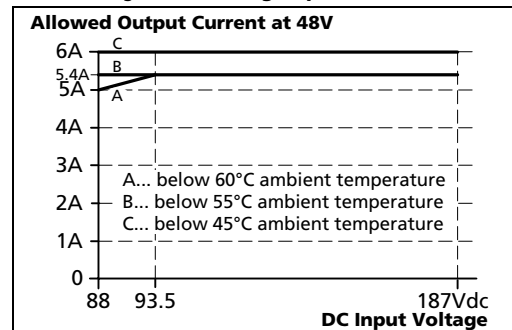 Allowed Output Current at 48V
6A
C
5.4A
B
5A
A
4A
3A
A... below 60°C ambient temperature
2A
B... below 55°C ambient temperature
C... below 45°C ambient temperature
1A
0
88 93.5 187Vdc
DC Input Voltage